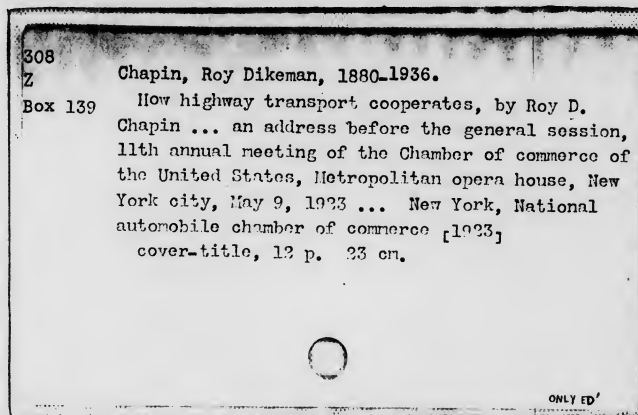 308
Z
Box 139
Chapin, Roy Dikeman, 1880-1936.
How highway transport cooperates, by Roy D.
Chapin ... an address before the general session,
11th annual meeting of the Chamber of commerce of
the United States, Metropolitan opera house, New
York city, May 9, 1923 ... New York, National
automobile chamber of commerce [1923]
cover-title, 12 p. 23 cm.
ONLY ED'